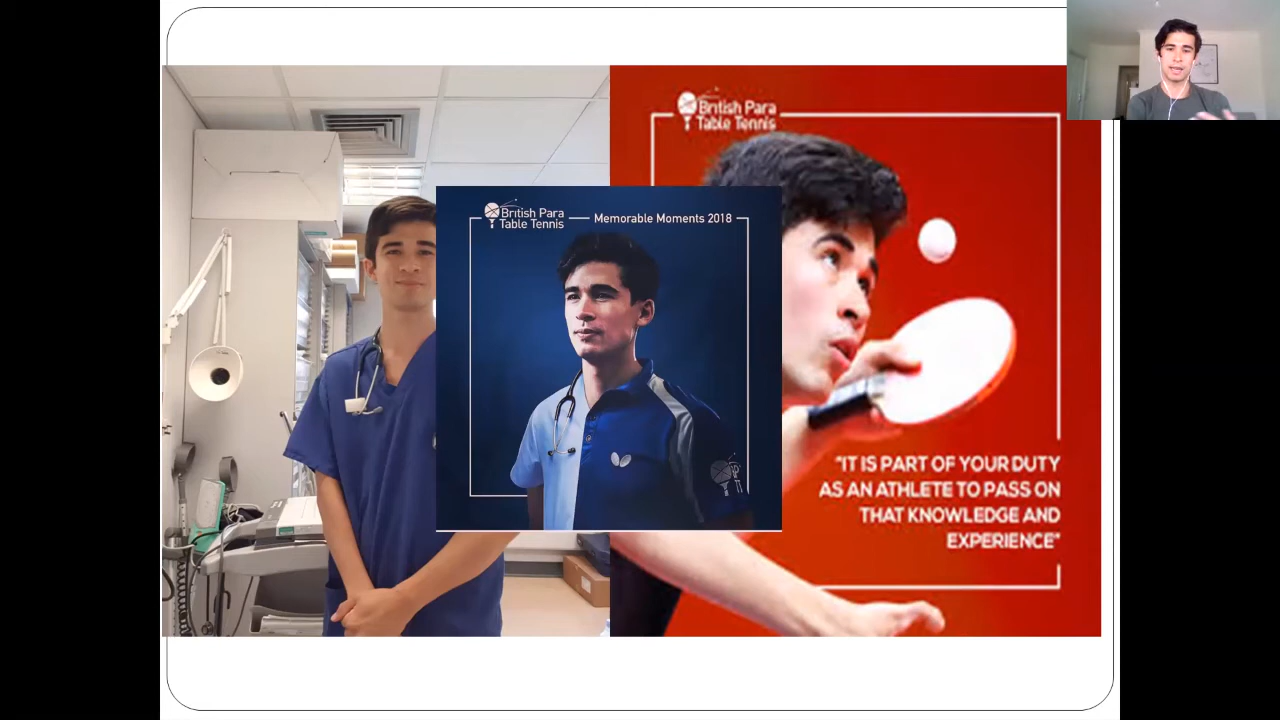 British Para
Table Tennis
British Para
Table Tennis
Memorable Moments 2018
"IT IS PART OF YOUR DUTY
AS AN ATHLETE TO PASS ON
THAT KNOWLEDGE AND
EXPERIENCE"